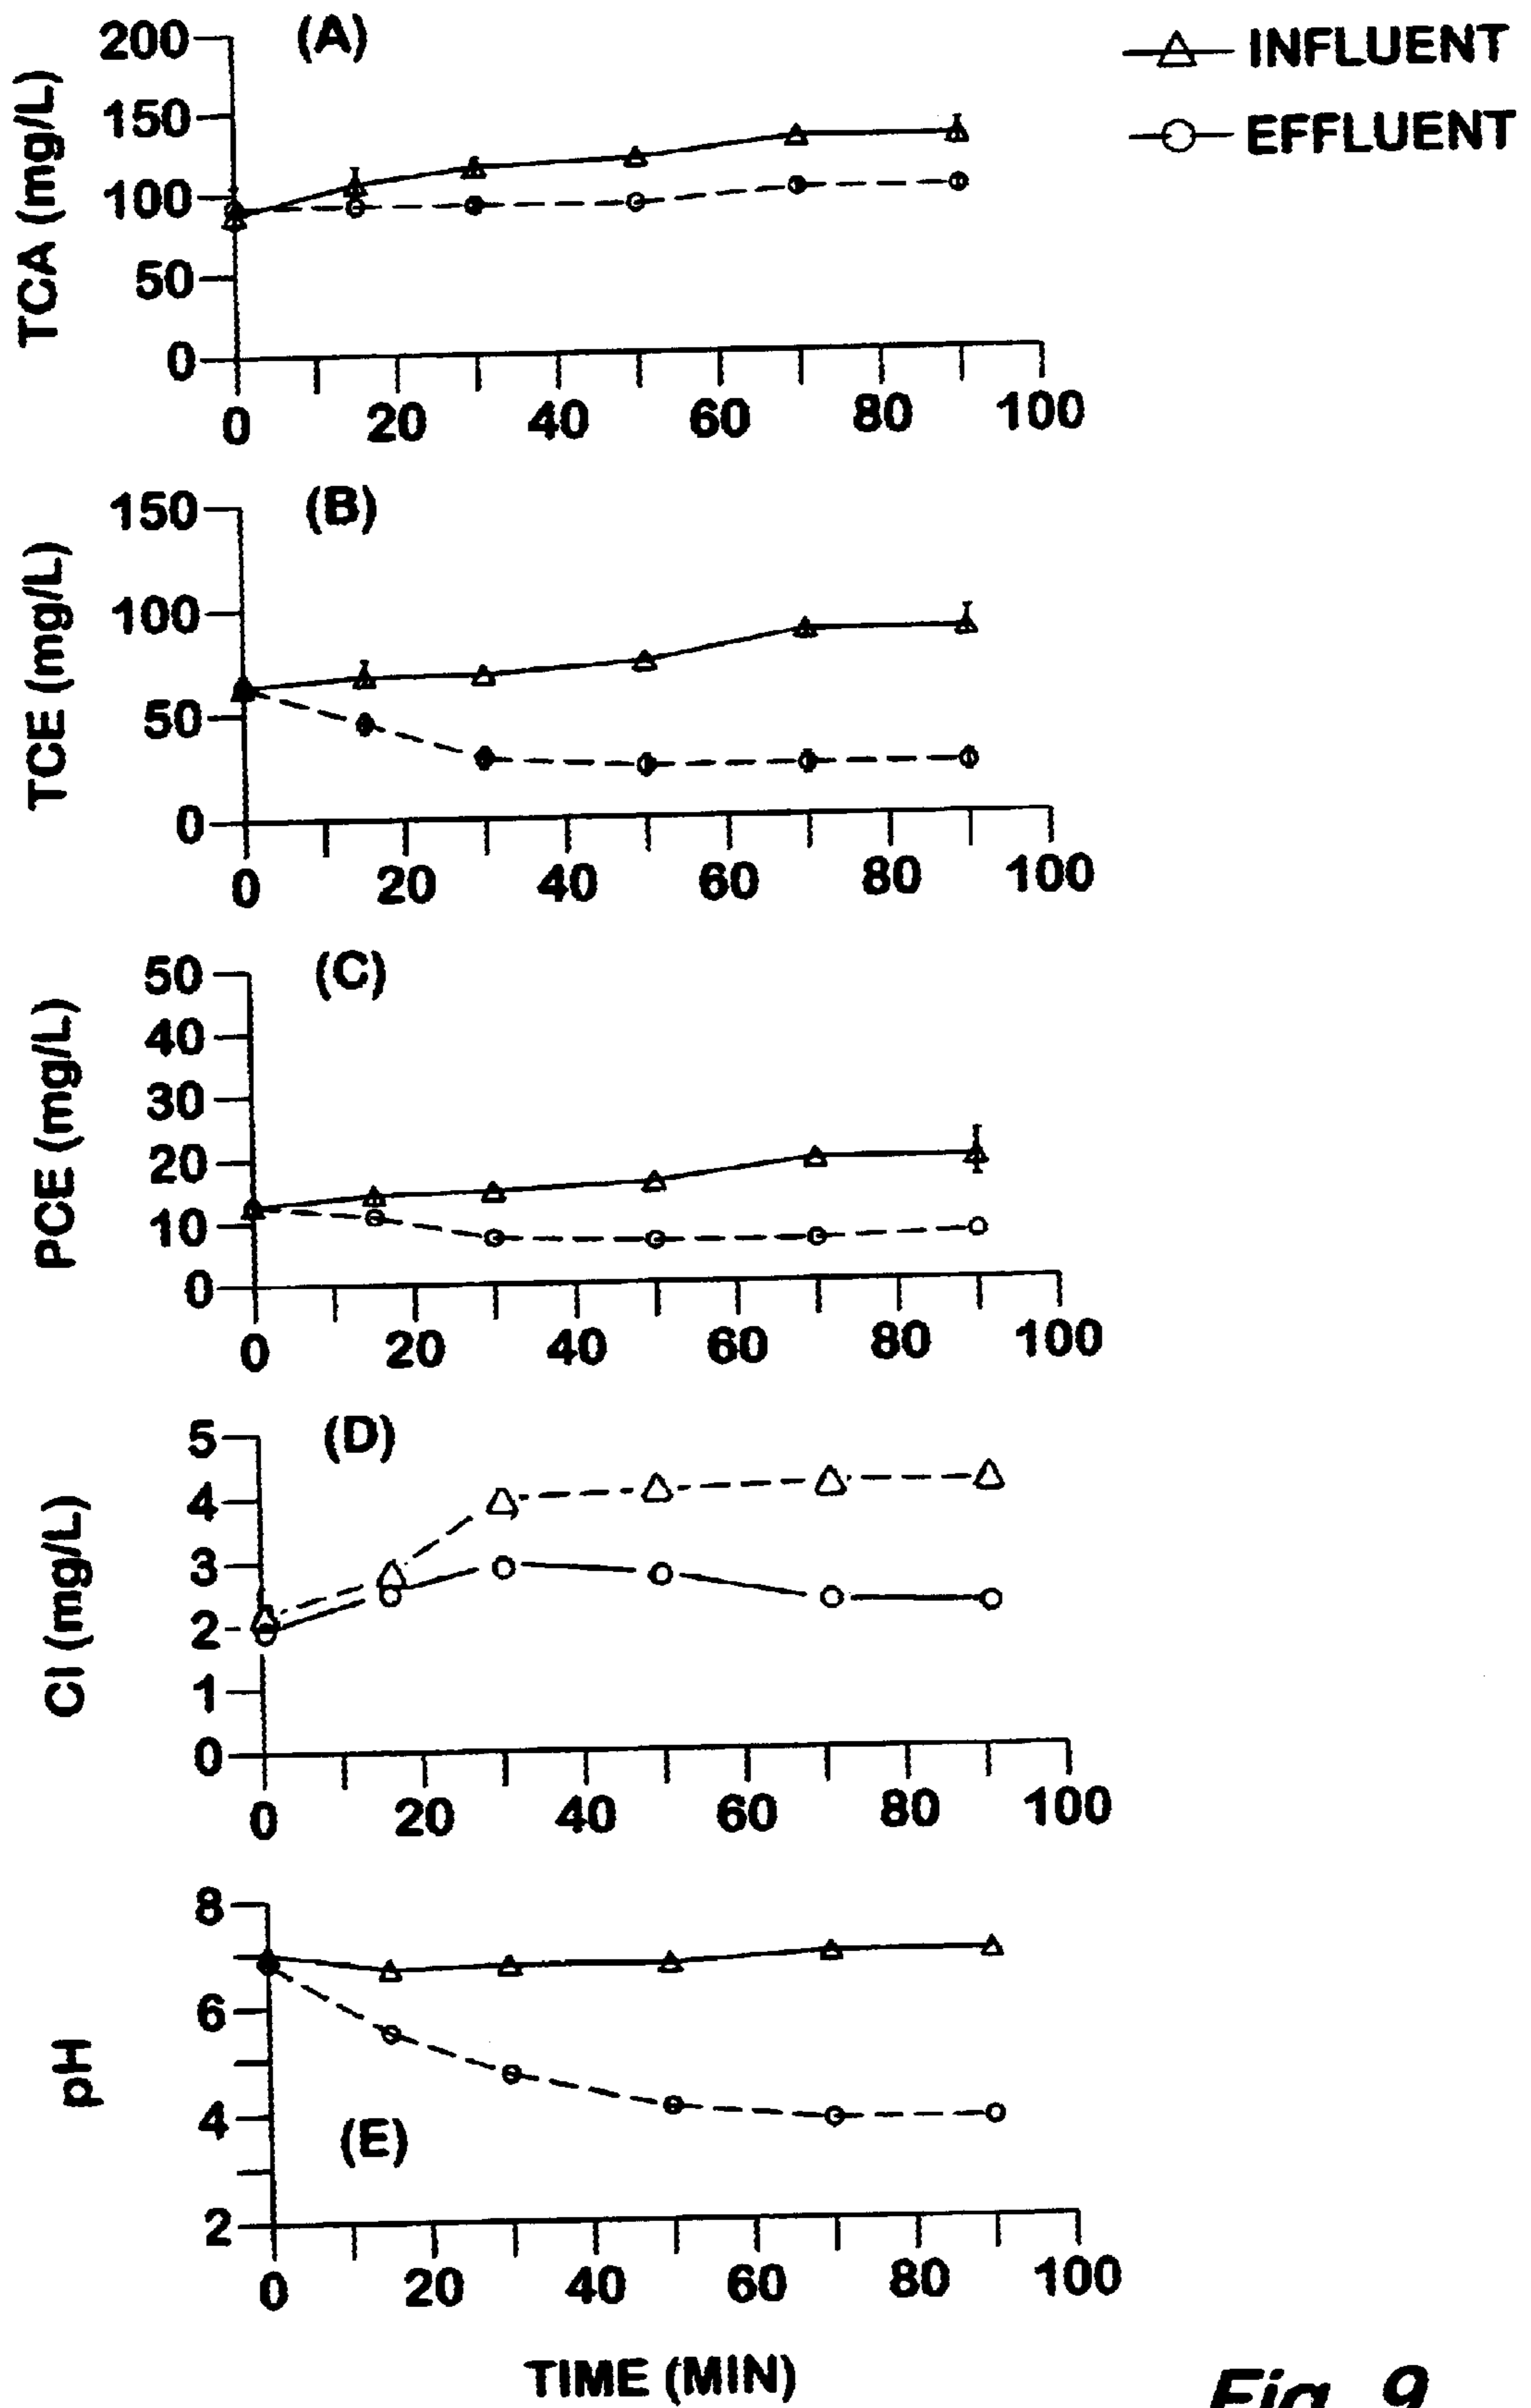 (A)
INFLUENT
EFFLUENT
TCA (mg/L)
200
150
100
50
0
0 20 40 60 80 100
(B)
TCE (mg/L)
150
100
50
0
0 20 40 60 80 100
(C)
PCE (mg/L)
50
40
30
20
10
0
0 20 40 60 80 100
(D)
Cl (mg/L)
5
4
3
2
1
0
0 20 40 60 80 100
pH
8
6
4
2
(E)
0 20 40 60 80 100
TIME (MIN)
Fig. 9